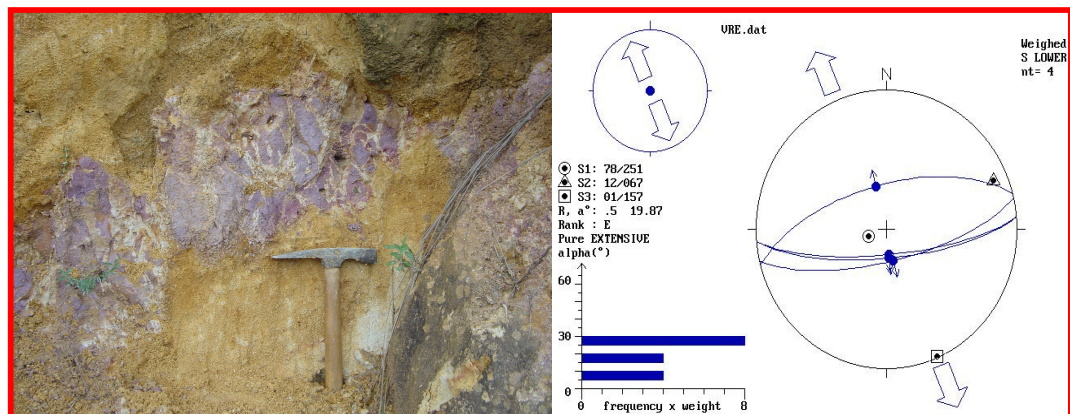 VRE.dat
Weighed
S LOWER
nt= 4
N
S1: 78/251
S2: 12/067
S3: 01/157
R, a°: .5 19.87
Rank : E
Pure EXTENSIVE
alpha(°)
60
30
0
0 frequency x weight 8